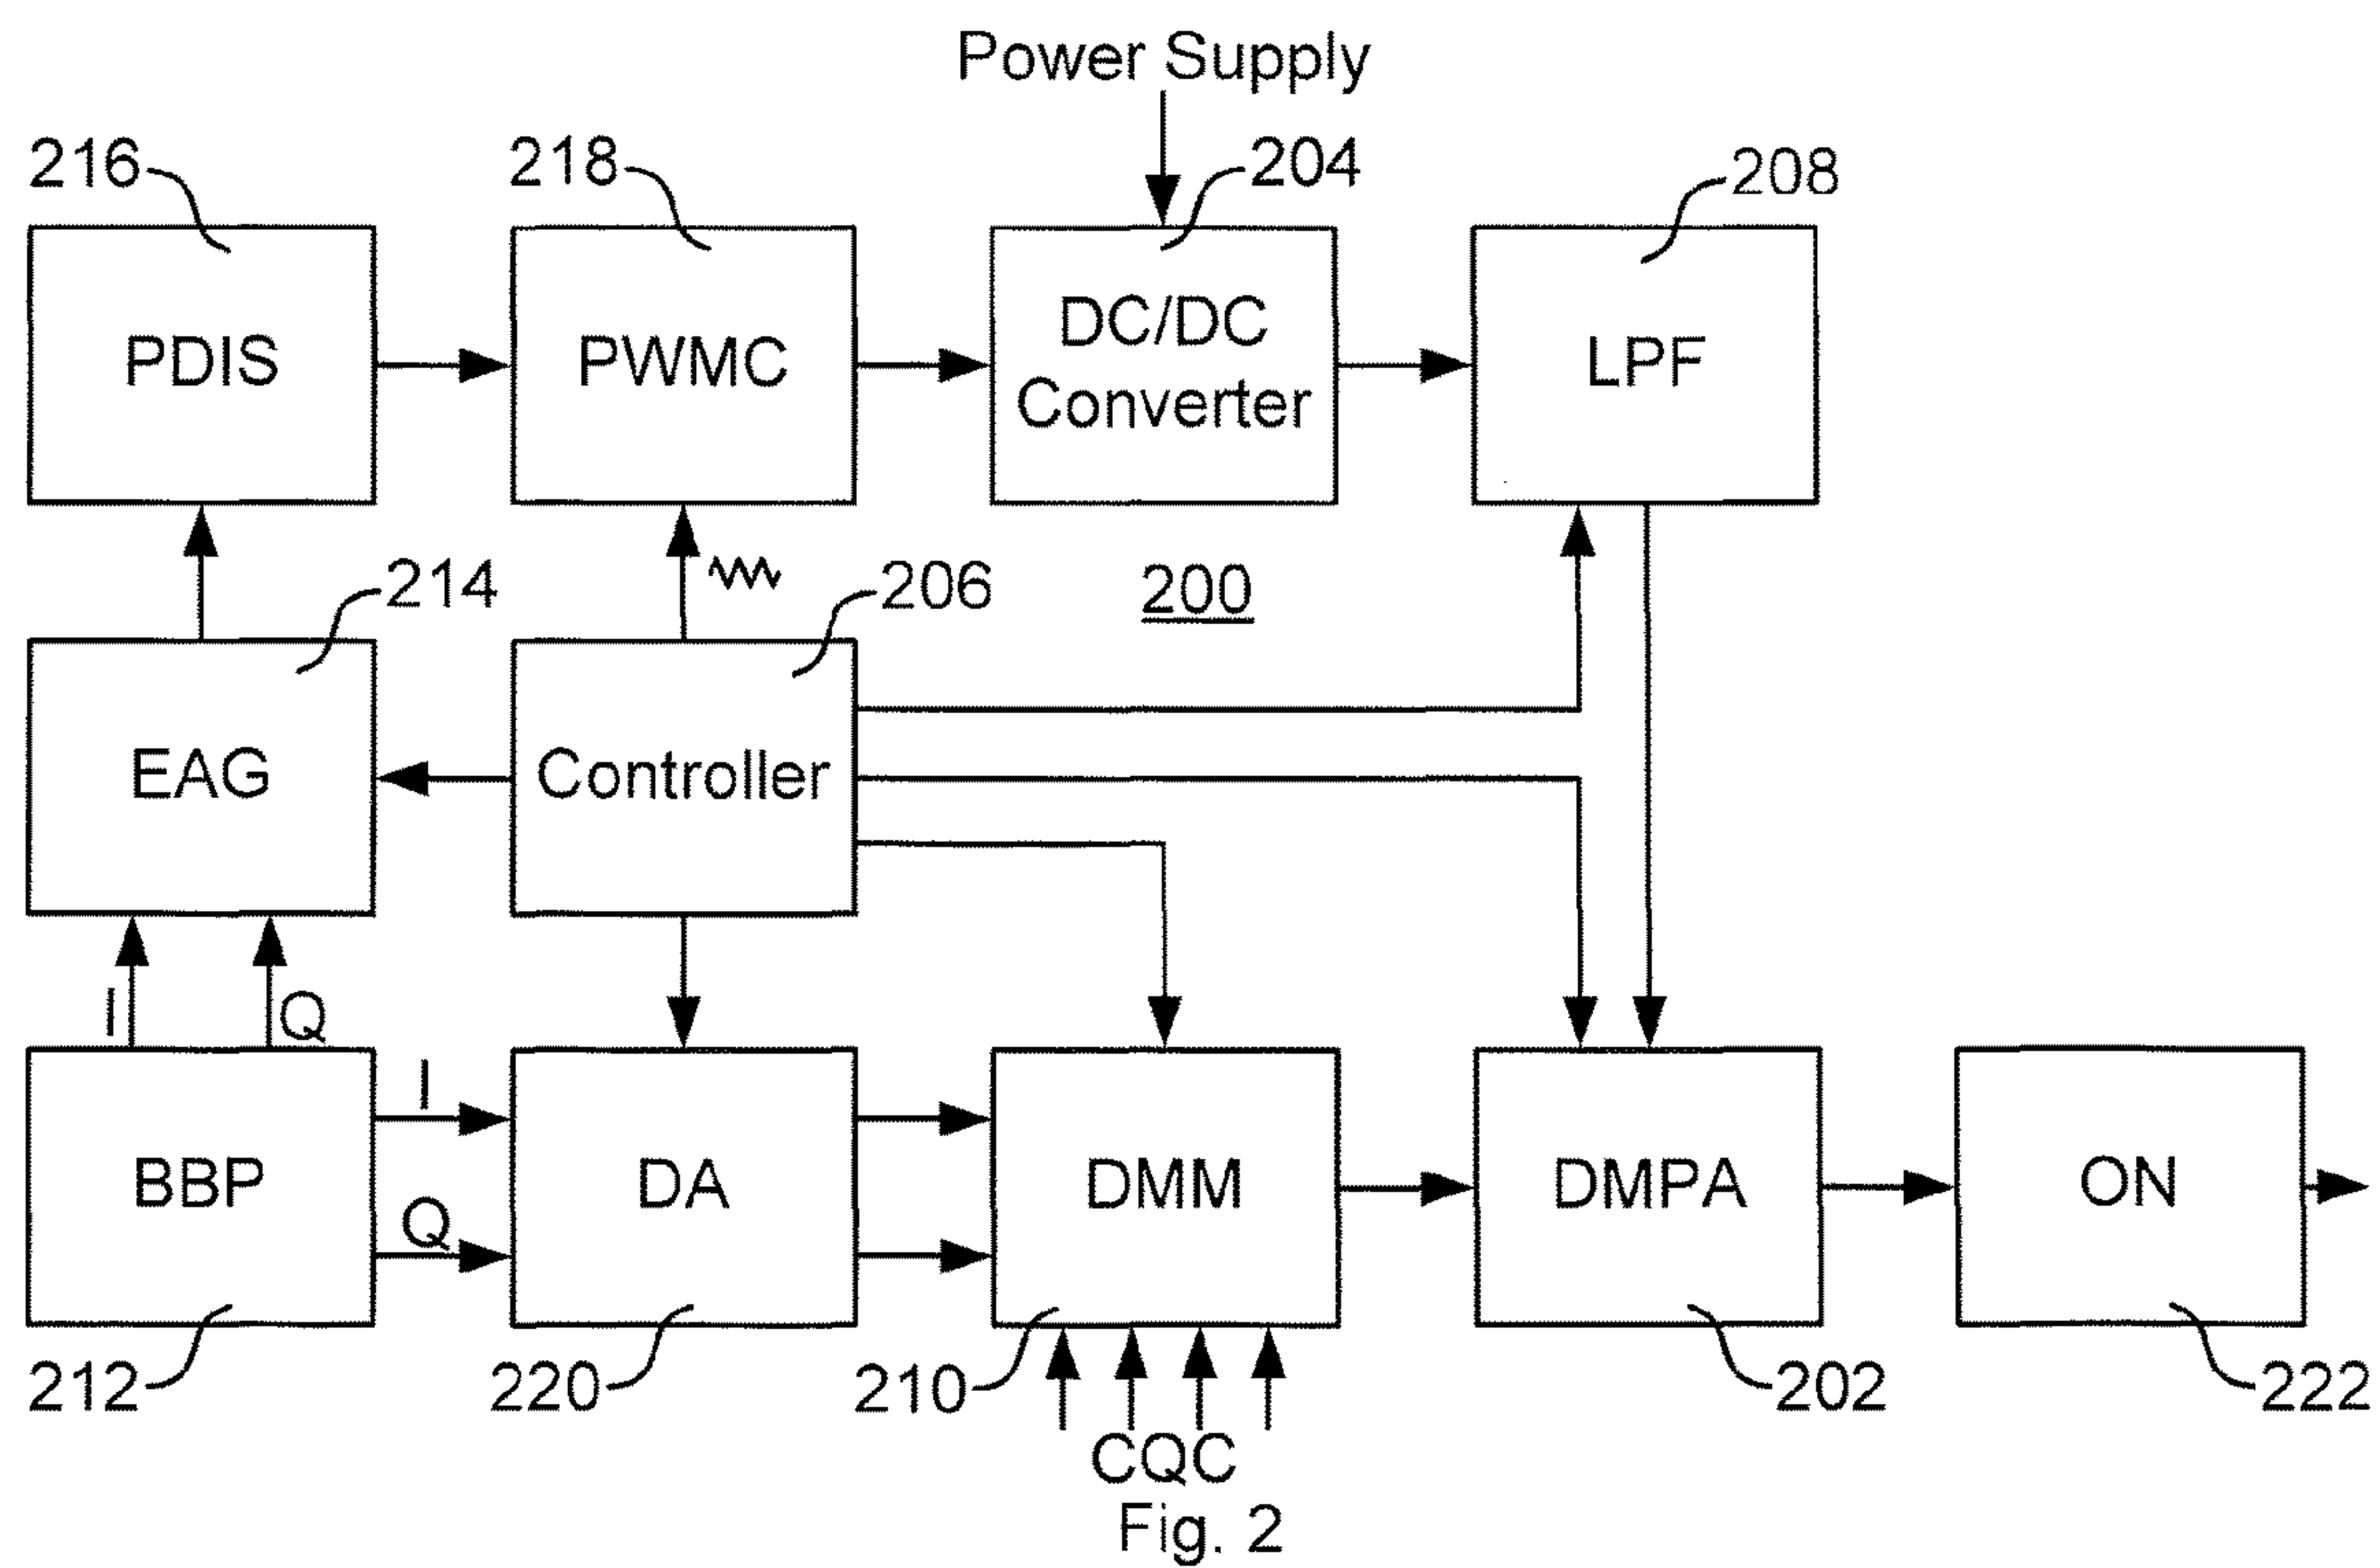 Power Supply
216
218
204
208
PDIS
PWMC
DC/DC
Converter
LPF
214
206
200
EAG
Controller
I
Q
I
Q
BBP
DA
DMM
DMPA
ON
212
220
210
202
222
CQC
Fig. 2